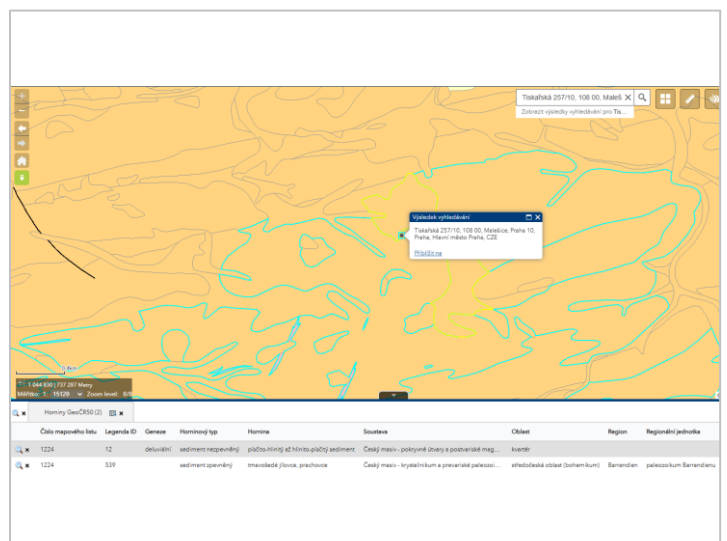 Tiskařská 257/10, 108 00, Maleš
Zobrazit výsledky vyhledávání pro Tis...
Výsledek vyhledávání
Tiskařská 257/10, 108 00, Malešice, Praha 10,
Praha, Hlavní město Praha, CZE
Přiblížit na
0.4km
1 044 830 | 737 287 Metry
Měřítko: 1: 15120 Zoom level: 8/8
Horniny GeoČR50 (2)
Číslo mapového listu Legenda ID Geneze Horninový typ Hornina Soustava Oblast Region Regionální jednotka
1224 12 deluviální sediment nezpevněný písčito-hlinitý až hlinito-písčitý sediment Český masiv - pokryvné útvary a postvariské mag... kvartér
1224 539 sediment zpevněný tmavošedé jílovce, prachovce Český masiv - krystalinikum a prevariské paleozoi... středočeská oblast (bohemikum) Barrandien paleozoikum Barrandienu